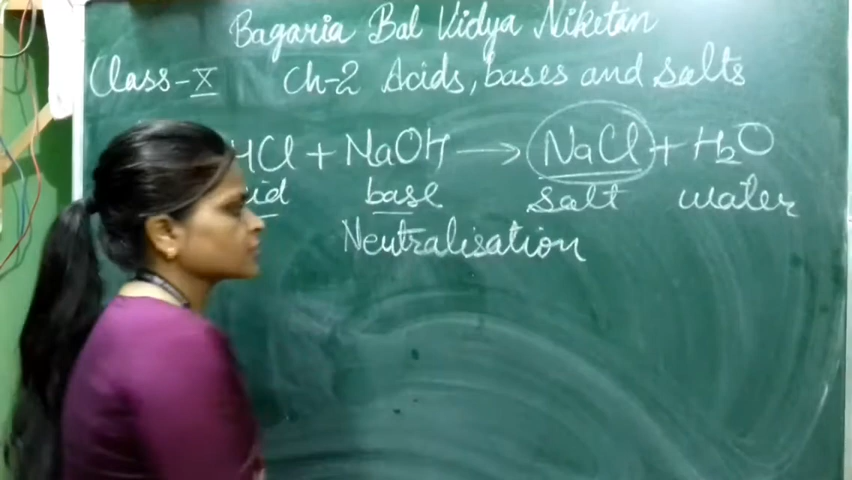 Bagaria Bal Vidya Niketan
Class-X Ch-2 Acids, bases and salts
HCl + NaOH → NaCl + H₂O
base salt water
Neutralisation